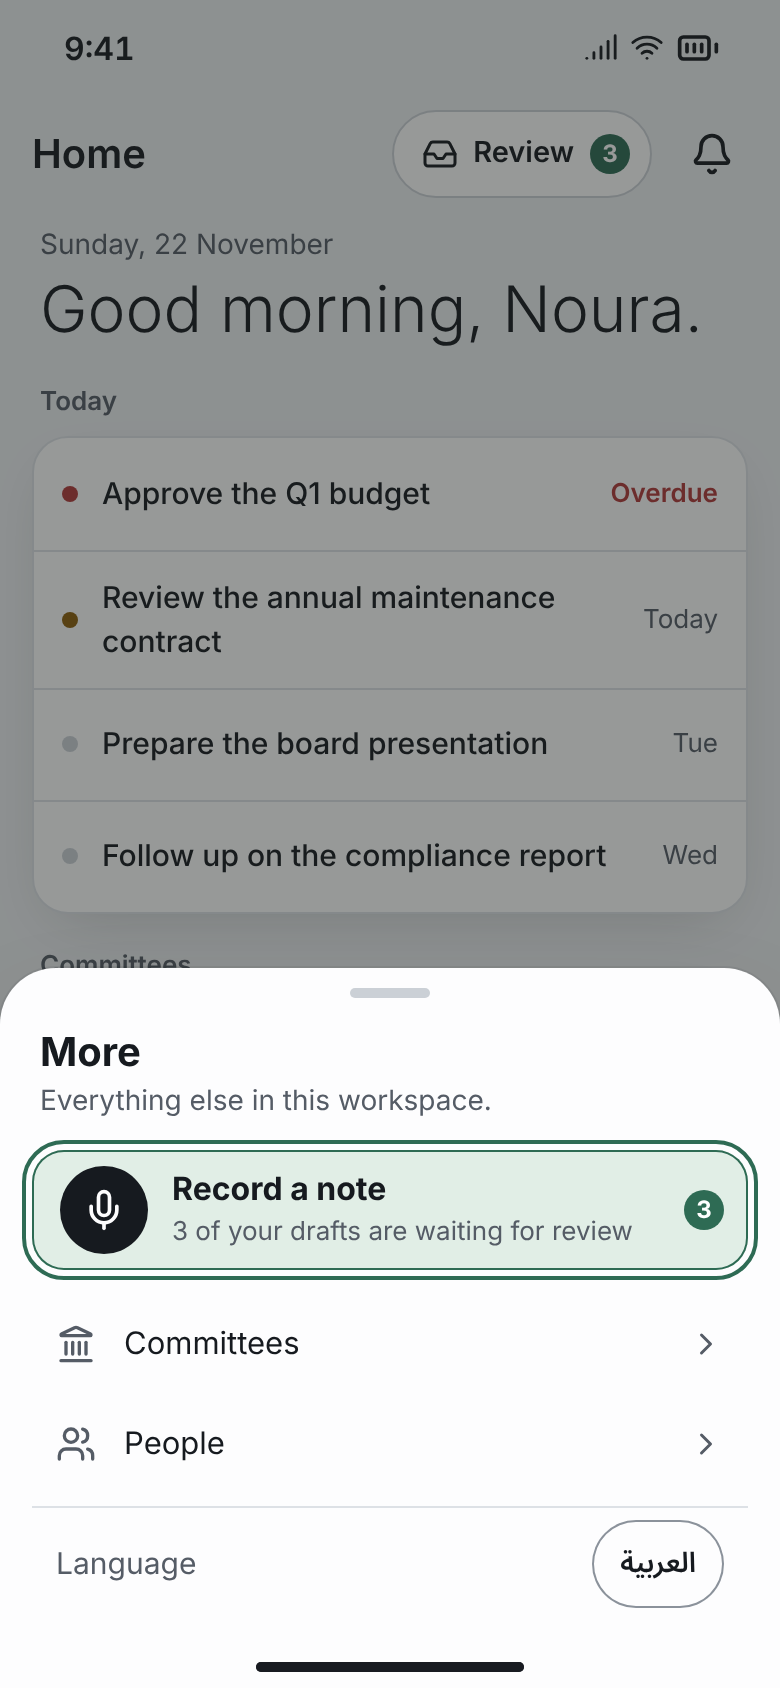 9:41
Home
Review 3
Sunday, 22 November
Good morning, Noura.
Today
Approve the Q1 budget Overdue
Review the annual maintenance
contract
Today
Prepare the board presentation Tue
Follow up on the compliance report Wed
Committees
More
Everything else in this workspace.
Record a note
3 of your drafts are waiting for review
3
Committees
People
Language العربية